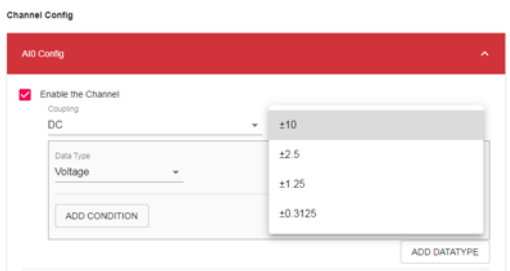 Channel Config
AI0 Config
Enable the Channel
Coupling
DC
±10
±2.5
±1.25
±0.3125
Data Type
Voltage
ADD CONDITION
ADD DATATYPE